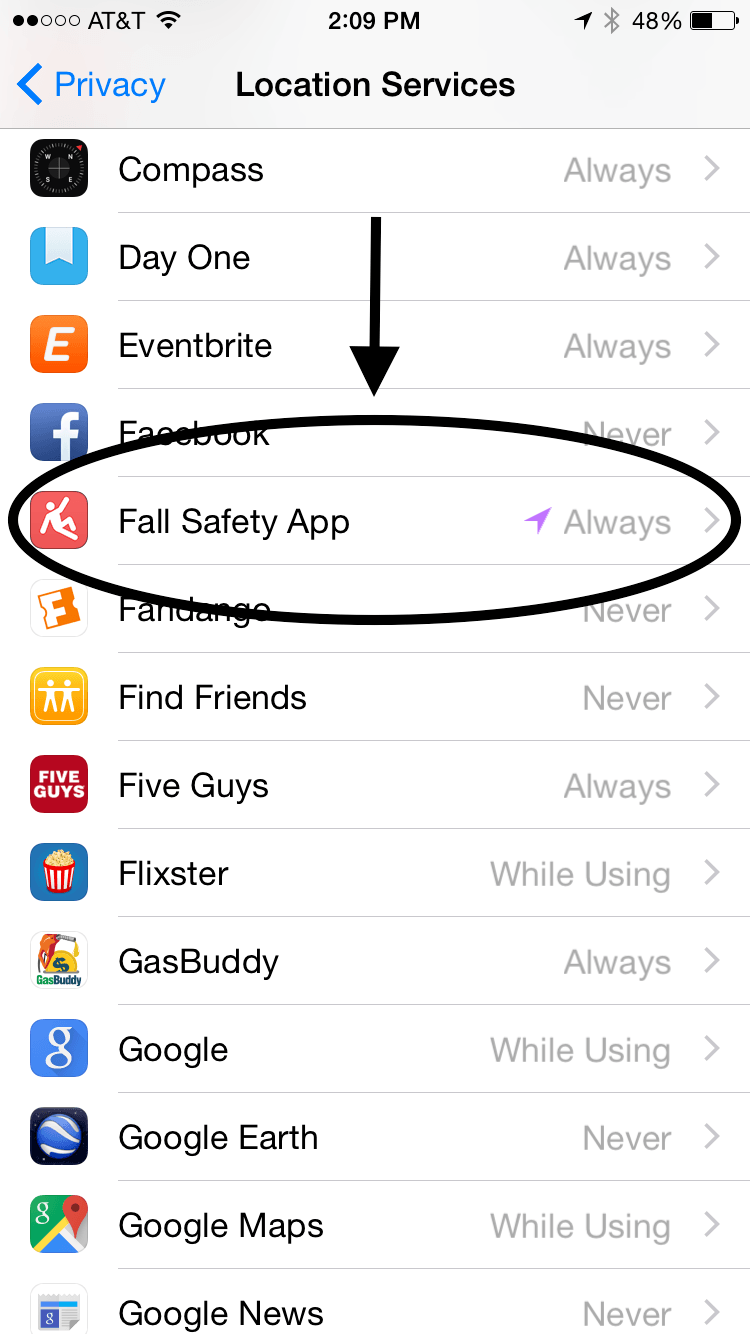 AT&T 2:09 PM 48%
Privacy Location Services
W N
S E
Compass Always
Day One Always
E Eventbrite Always
f Facebook Never
Fall Safety App Always
F Fandango Never
Find Friends Never
FIVE
GUYS
Five Guys Always
Flixster While Using
$
GasBuddy
GasBuddy Always
g Google While Using
Google Earth Never
g Google Maps While Using
g Google News Never